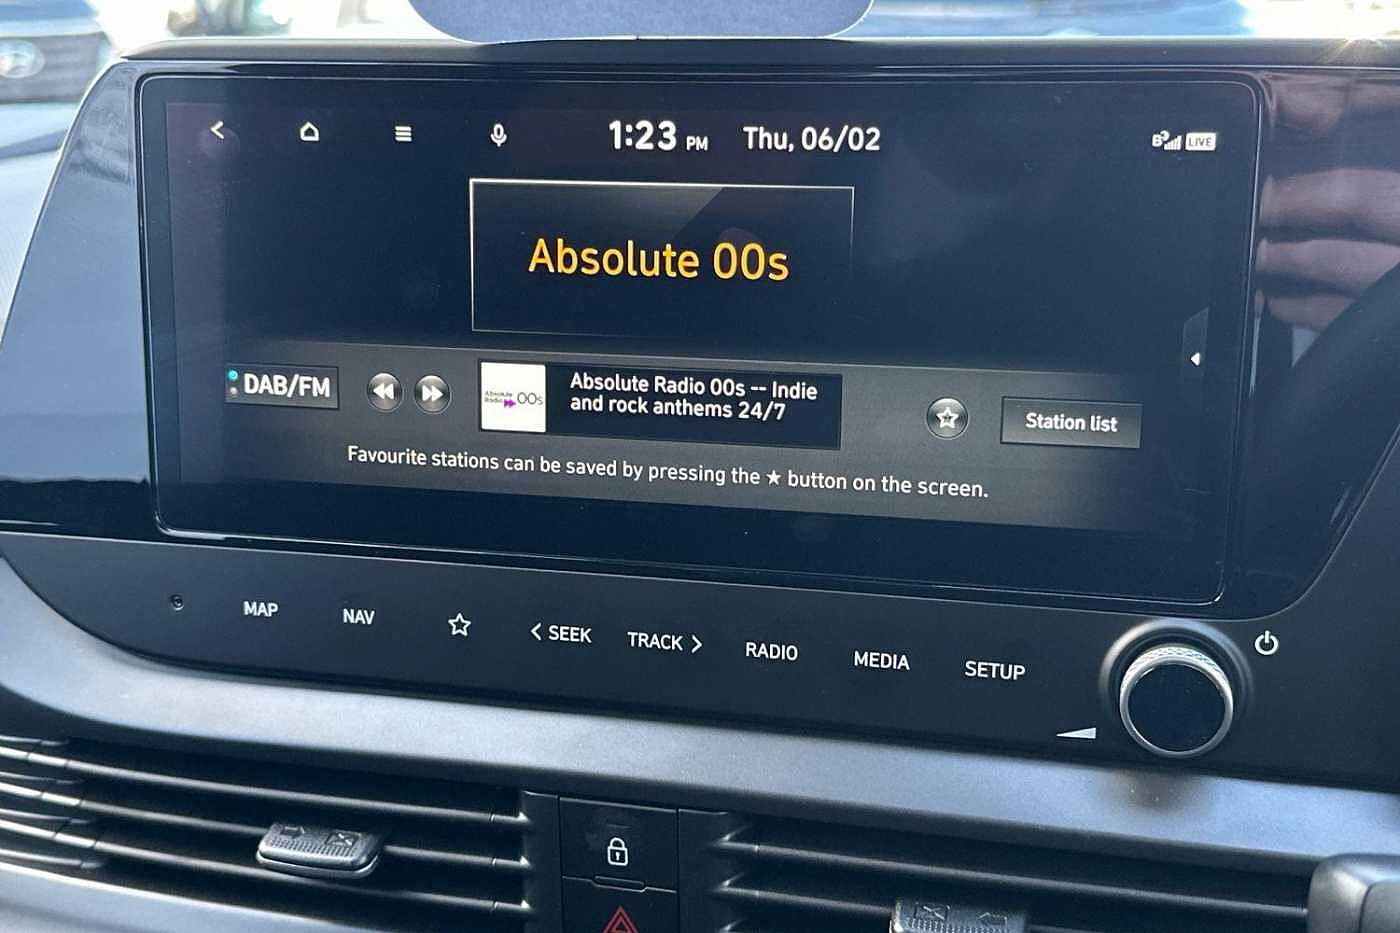 1:23 PM Thu, 06/02
LIVE
Absolute 00s
DAB/FM
Absolute
Radio 00s
Absolute Radio 00s -- Indie
and rock anthems 24/7
Station list
Favourite stations can be saved by pressing the ★ button on the screen.
MAP
NAV
< SEEK
TRACK >
RADIO
MEDIA
SETUP